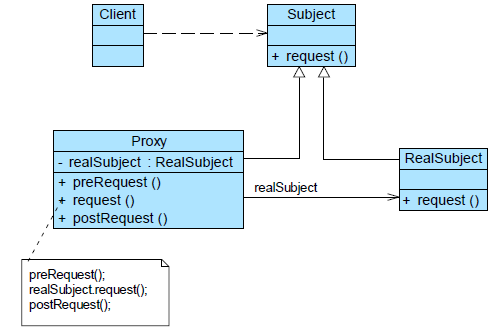 Client
Subject
+ request ()
Proxy
- realSubject : RealSubject
+ preRequest ()
+ request ()
+ postRequest ()
realSubject
RealSubject
+ request ()
preRequest();
realSubject.request();
postRequest();